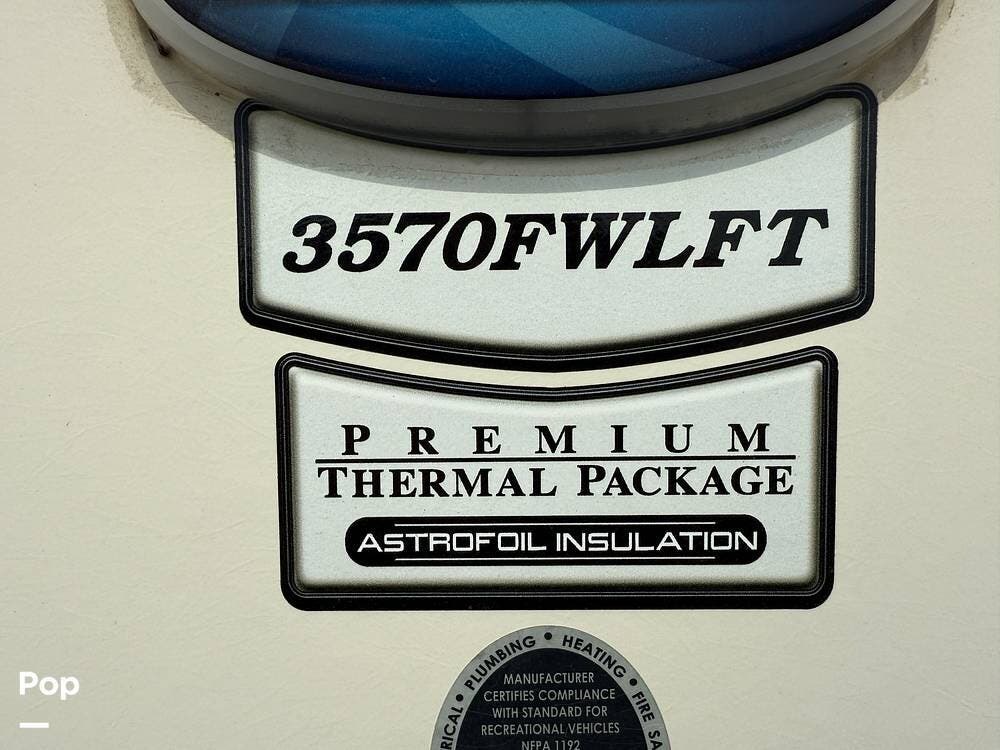 3570FWLFT
PREMIUM
THERMAL PACKAGE
ASTROFOIL INSULATION
PLUMBING • HEATING •
MANUFACTURER
CERTIFIES COMPLIANCE
WITH STANDARD FOR
RECREATIONAL VEHICLES
NFPA 1192
Pop